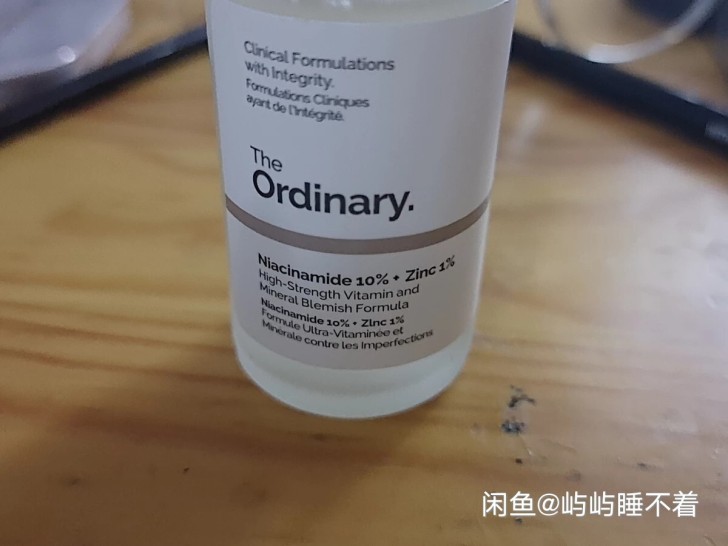 Clinical Formulations
with Integrity.
Formulations Cliniques
ayant de l'Intégrité.
The
Ordinary.
Niacinamide 10% + Zinc 1%
High-Strength Vitamin and
Mineral Blemish Formula
Niacinamide 10% + Zinc 1%
Formule Ultra-Vitaminée et
Minérale contre les Imperfections
闲鱼@屿屿睡不着